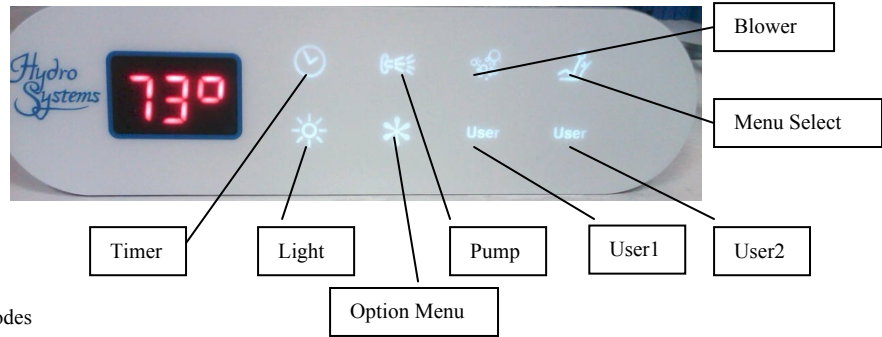 Blower
Hydro
Systems
73°
Menu Select
User
User
Timer
Light
Pump
User1
User2
Option Menu
odes